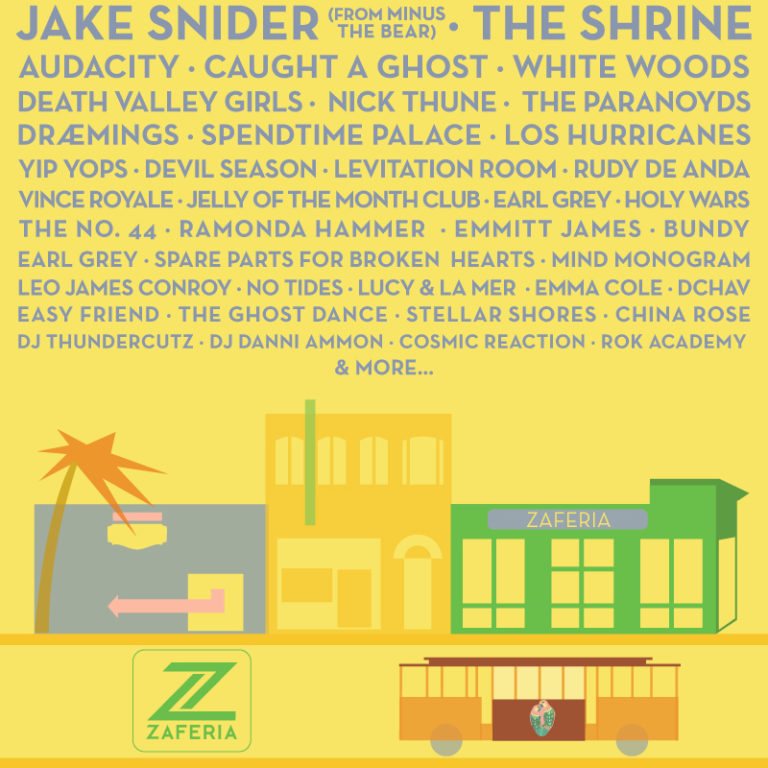 JAKE SNIDER (FROM MINUS THE BEAR) · THE SHRINE
AUDACITY · CAUGHT A GHOST · WHITE WOODS
DEATH VALLEY GIRLS · NICK THUNE · THE PARANOYDS
DRÆMINGS · SPENDTIME PALACE · LOS HURRICANES
YIP YOPS · DEVIL SEASON · LEVITATION ROOM · RUDY DE ANDA
VINCE ROYALE · JELLY OF THE MONTH CLUB · EARL GREY · HOLY WARS
THE NO. 44 · RAMONDA HAMMER · EMMITT JAMES · BUNDY
EARL GREY · SPARE PARTS FOR BROKEN HEARTS · MIND MONOGRAM
LEO JAMES CONROY · NO TIDES · LUCY & LA MER · EMMA COLE · DCHAV
EASY FRIEND · THE GHOST DANCE · STELLAR SHORES · CHINA ROSE
DJ THUNDERCUTZ · DJ DANNI AMMON · COSMIC REACTION · ROK ACADEMY
& MORE...
ZAFERIA
Z
ZAFERIA